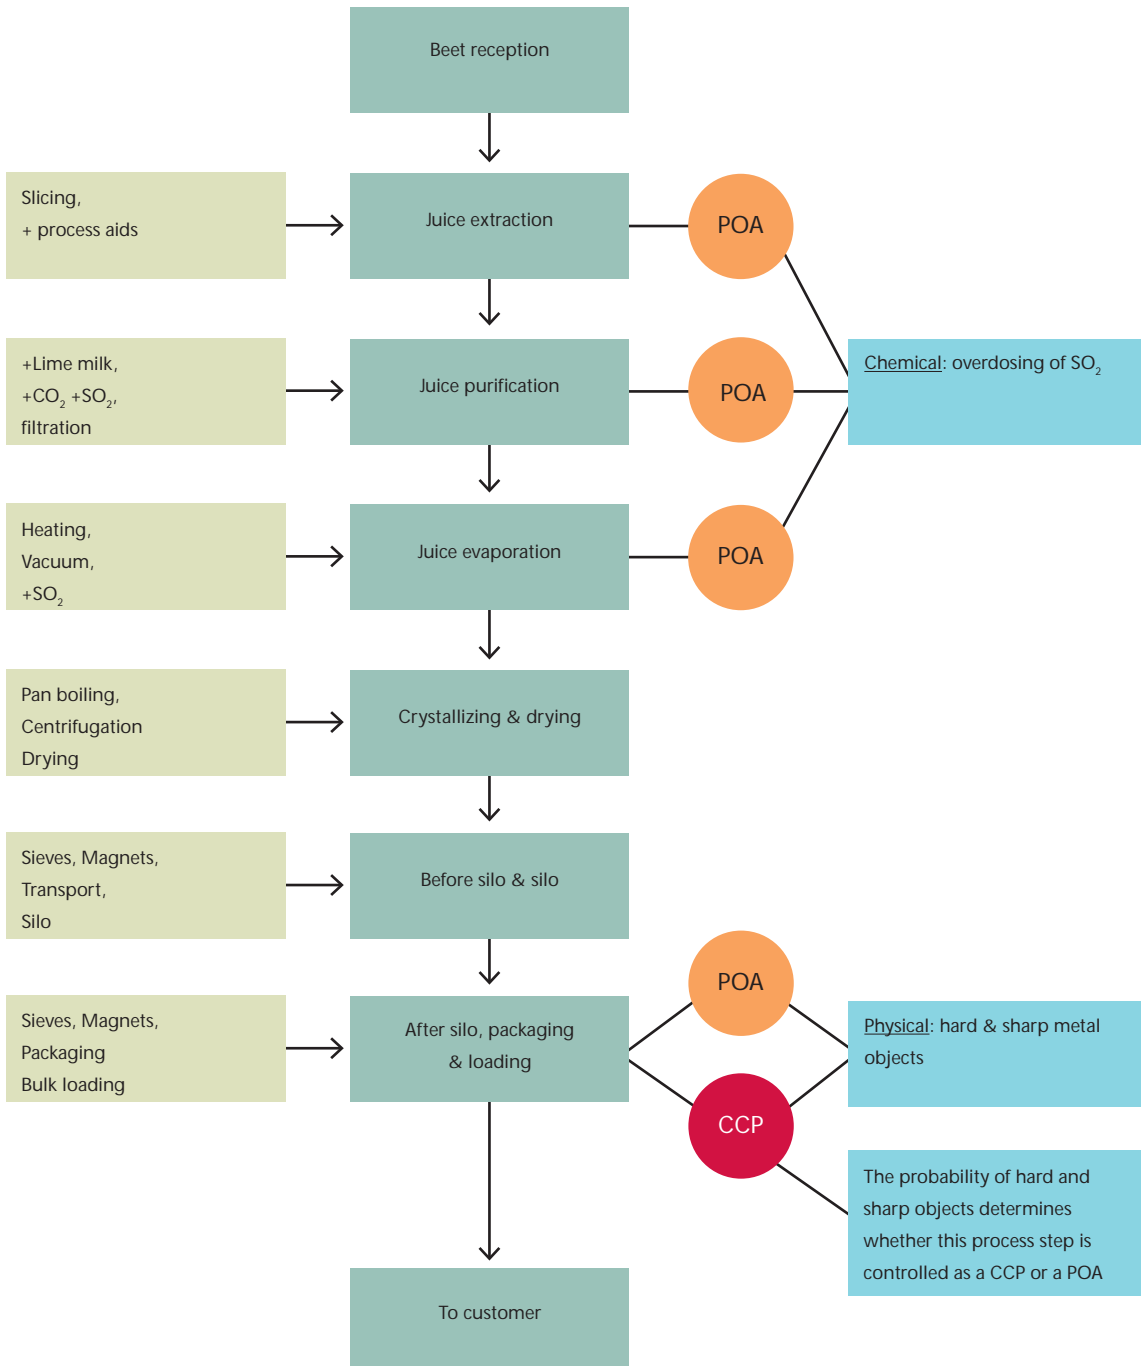 Beet reception
Slicing,
+ process aids
Juice extraction
POA
+Lime milk,
+CO₂ +SO₂,
filtration
Juice purification
POA
Chemical: overdosing of SO₂
Heating,
Vacuum,
+SO₂
Juice evaporation
POA
Pan boiling,
Centrifugation
Drying
Crystallizing & drying
Sieves, Magnets,
Transport,
Silo
Before silo & silo
Sieves, Magnets,
Packaging
Bulk loading
After silo, packaging
& loading
POA
CCP
Physical: hard & sharp metal
objects
The probability of hard and
sharp objects determines
whether this process step is
controlled as a CCP or a POA
To customer